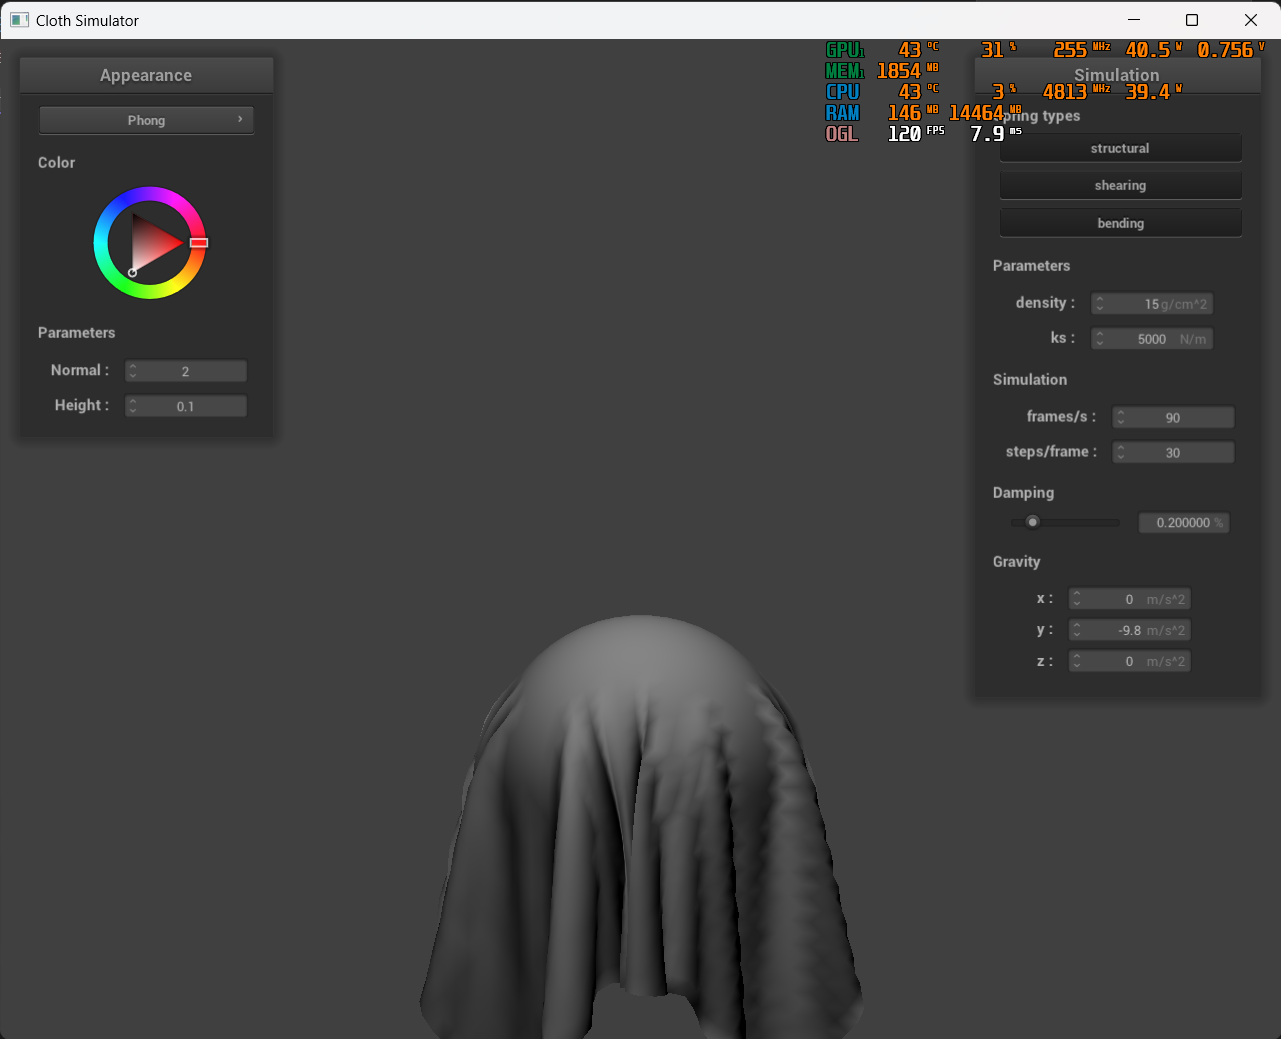 Cloth Simulator
GPU1 43 °C 31 % 255 MHz 40.5 W 0.756 V
MEM1 1854 MB
CPU 43 °C 3 % 4813 MHz 39.4 W
RAM 146 MB 14464 MB
OGL 120 FPS 7.9 ms
Appearance
Phong
Color
Parameters
Normal : 2
Height : 0.1
Simulation
Spring types
structural
shearing
bending
Parameters
density : 15 g/cm^2
ks : 5000 N/m
Simulation
frames/s : 90
steps/frame : 30
Damping
0.200000 %
Gravity
x : 0 m/s^2
y : -9.8 m/s^2
z : 0 m/s^2